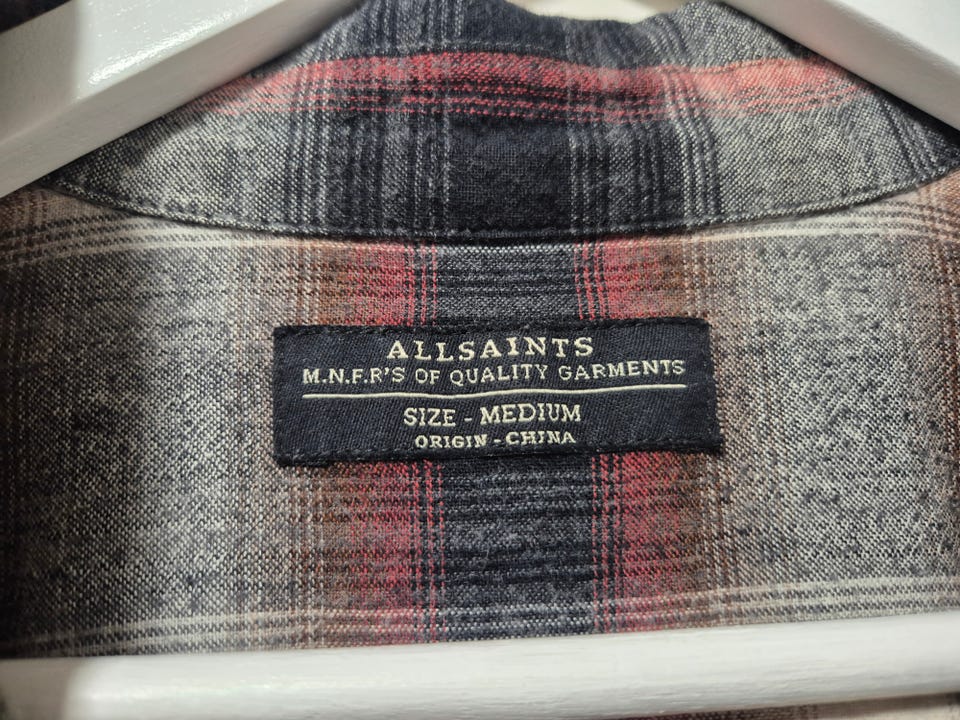 ALLSAINTS
M.N.F.R'S OF QUALITY GARMENTS
SIZE - MEDIUM
ORIGIN - CHINA